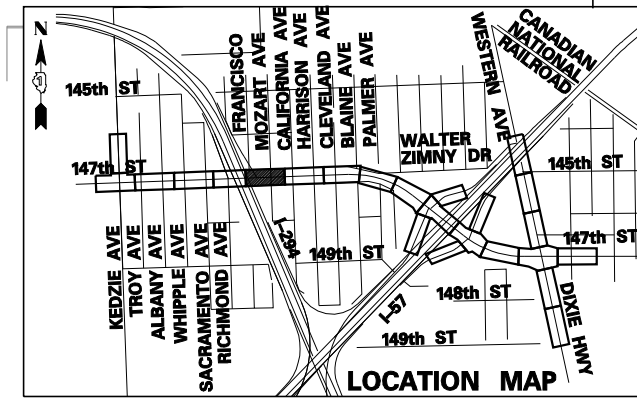 N
CANADIAN
NATIONAL
RAILROAD
WESTERN AVE
145th ST
FRANCISCO
MOZART AVE
CALIFORNIA AVE
HARRISON AVE
CLEVELAND AVE
BLAINE AVE
PALMER AVE
WALTER
ZIMNY DR
147th ST
145th ST
KEDZIE AVE
TROY AVE
ALBANY AVE
WHIPPLE AVE
SACRAMENTO AVE
RICHMOND AVE
I-294
149th ST
147th ST
I-57
148th ST
149th ST
DIXIE HWY
LOCATION MAP